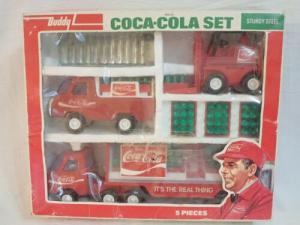 Buddy L
COCA-COLA SET
STURDY STEEL
Coca-Cola
Coca-Cola
Coca-Cola
IT'S THE REAL THING
5 PIECES